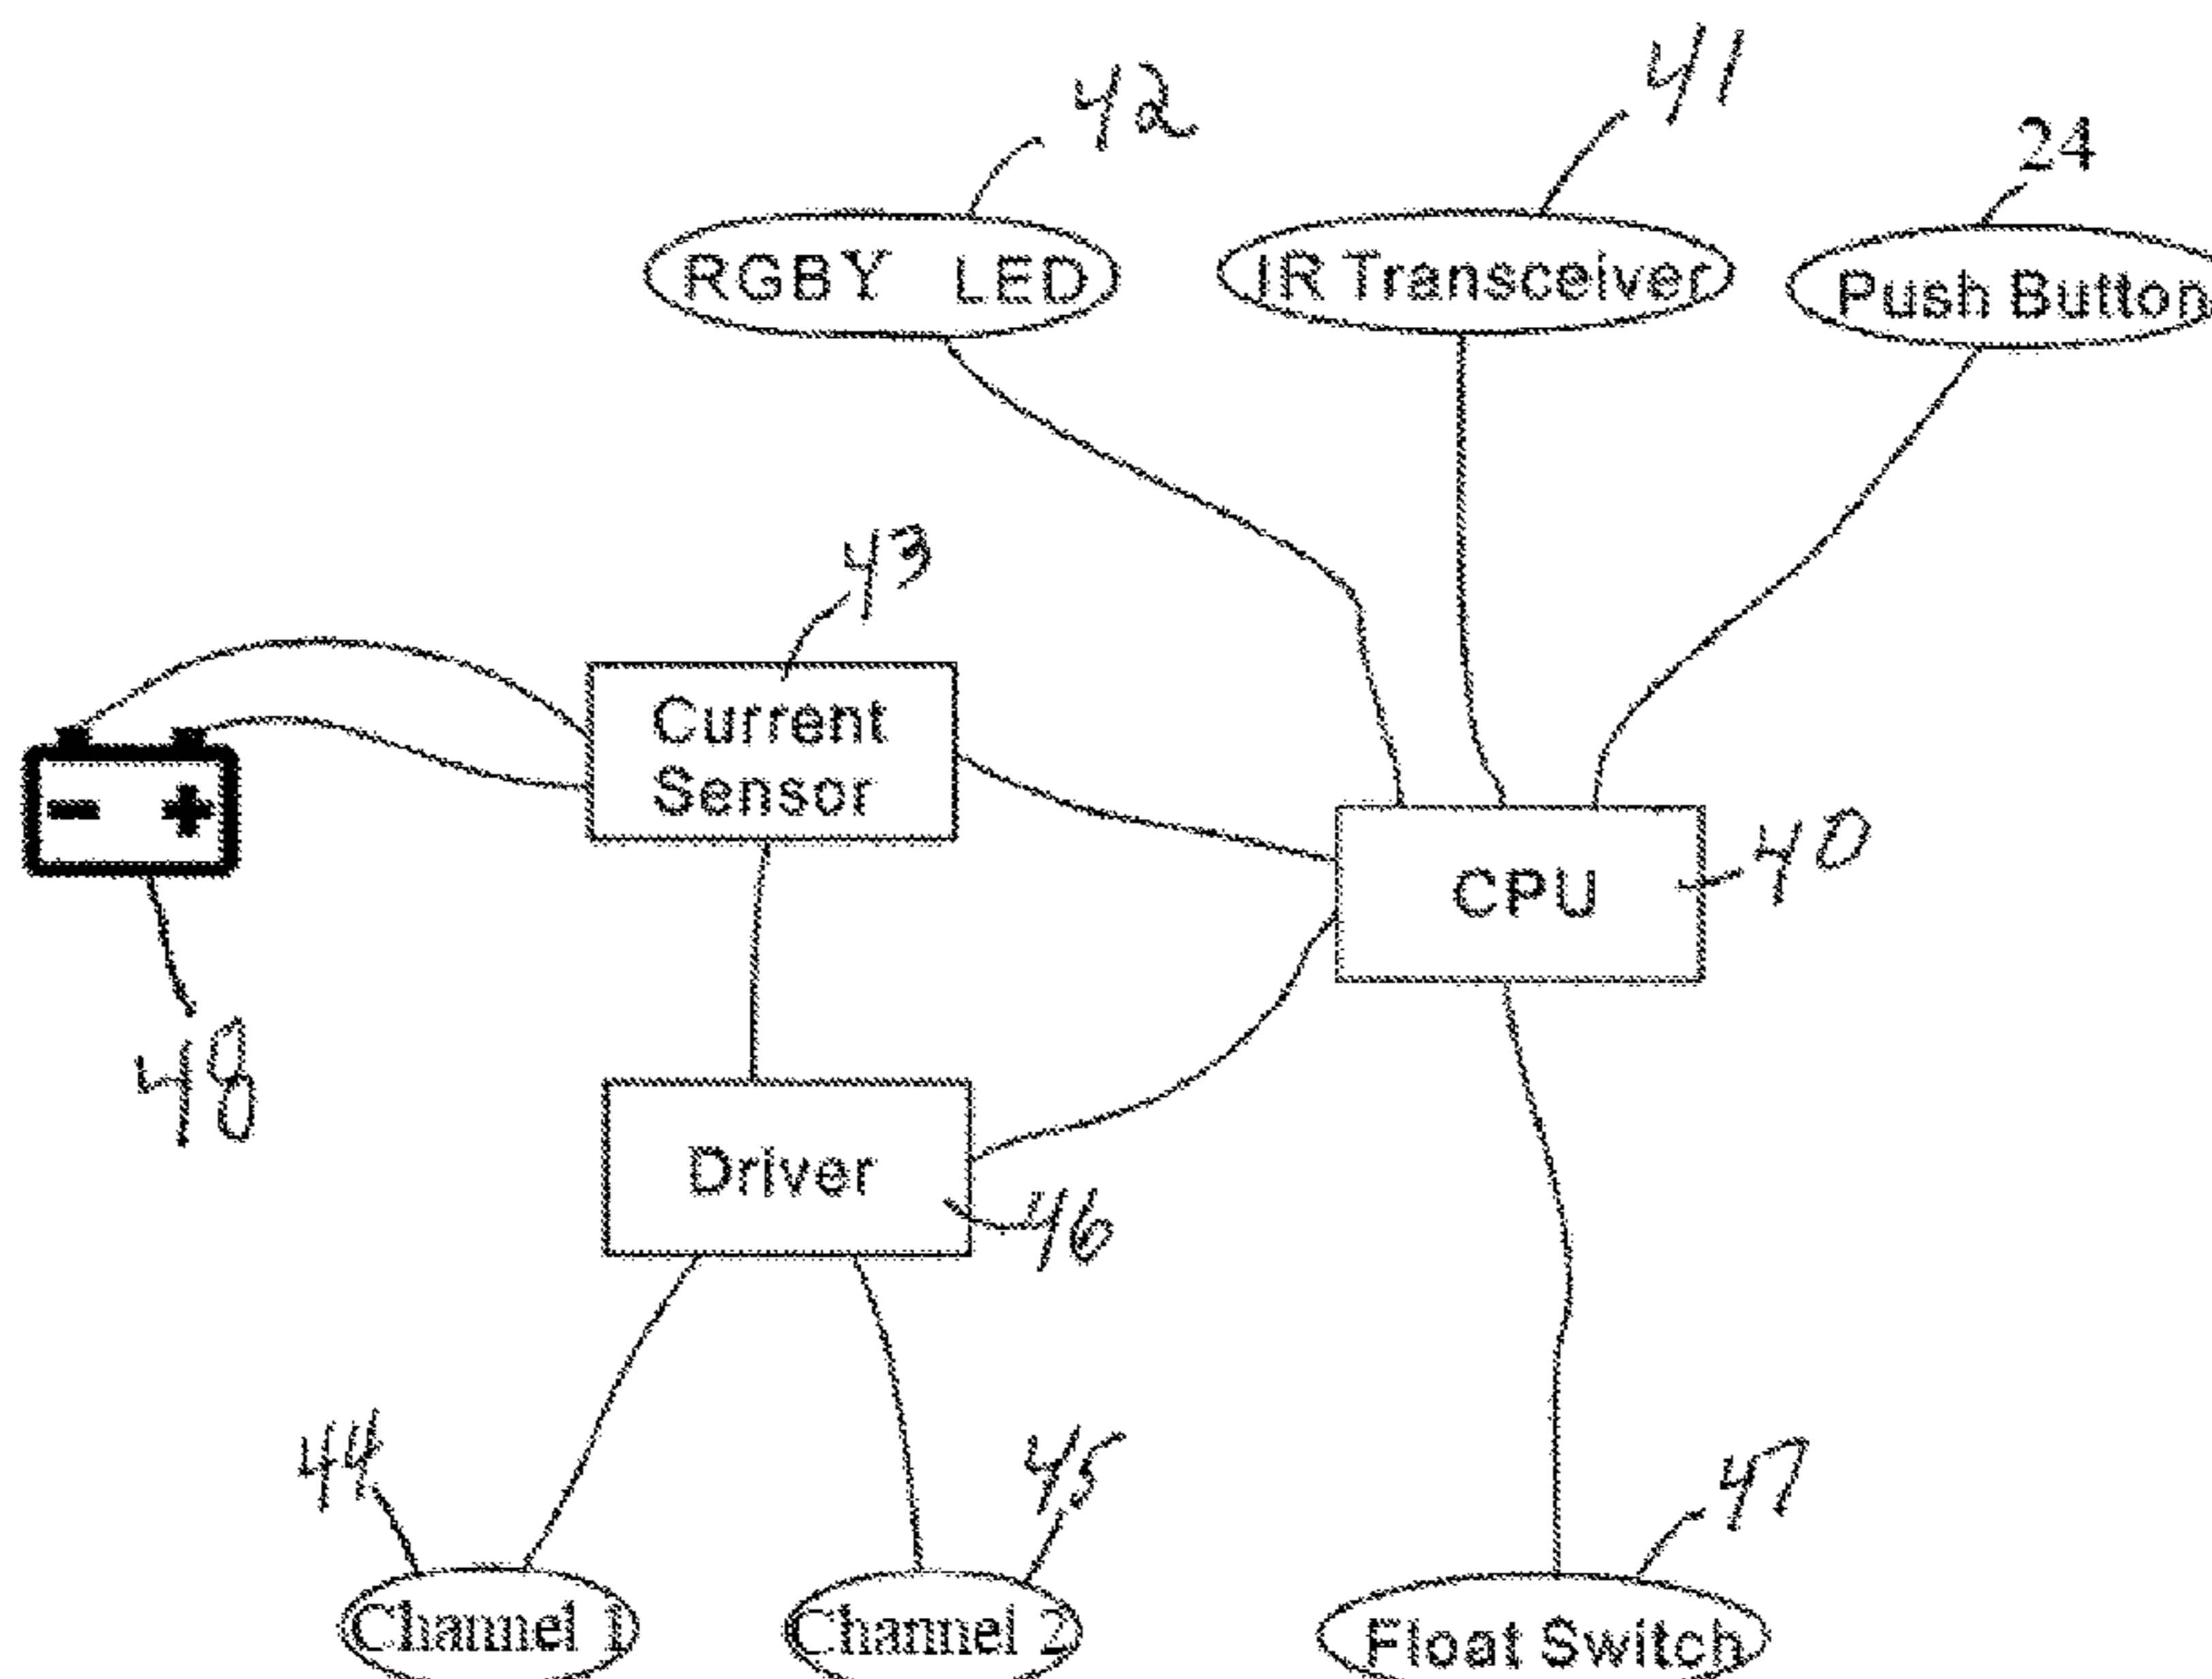 42
41
24
RGBY LED
IR Transceiver
Push Button
43
Current
Sensor
- +
CPU
40
48
Driver
46
44
45
47
Channel 1
Channel 2
Float Switch